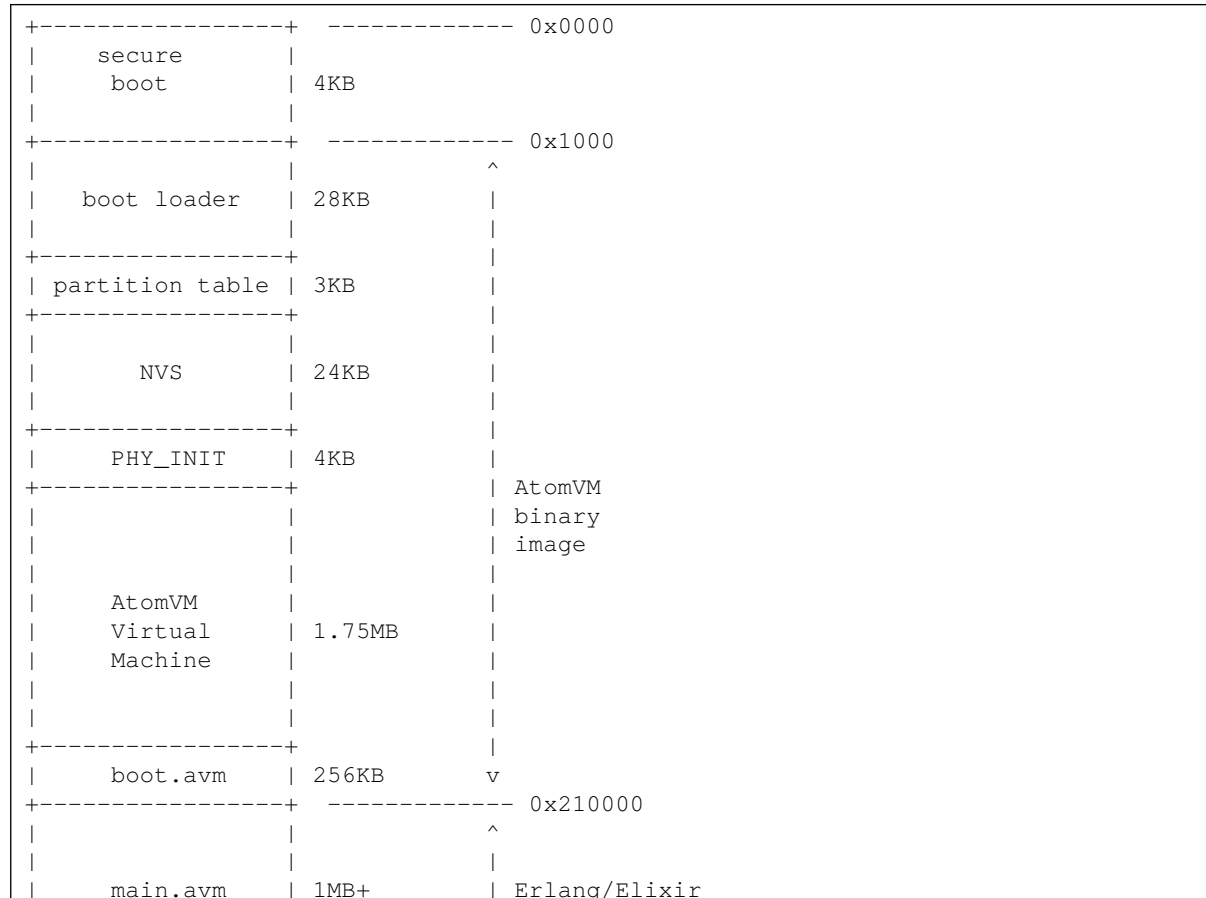 +-----------------+  ------------- 0x0000
|     secure      |
|      boot       | 4KB
|                 |
+-----------------+  ------------- 0x1000
|                 |            ^
|   boot loader   | 28KB       |
|                 |            |
+-----------------+            |
| partition table | 3KB        |
+-----------------+            |
|                 |            |
|       NVS       | 24KB       |
|                 |            |
+-----------------+            |
|     PHY_INIT    | 4KB        |
+-----------------+            | AtomVM
|                 |            | binary
|                 |            | image
|                 |            |
|     AtomVM      |            |
|     Virtual     | 1.75MB     |
|     Machine     |            |
|                 |            |
|                 |            |
+-----------------+            |
|     boot.avm    | 256KB      v
+-----------------+  ------------- 0x210000
|                 |            ^
|                 |            |
|     main.avm    | 1MB+       | Erlang/Elixir